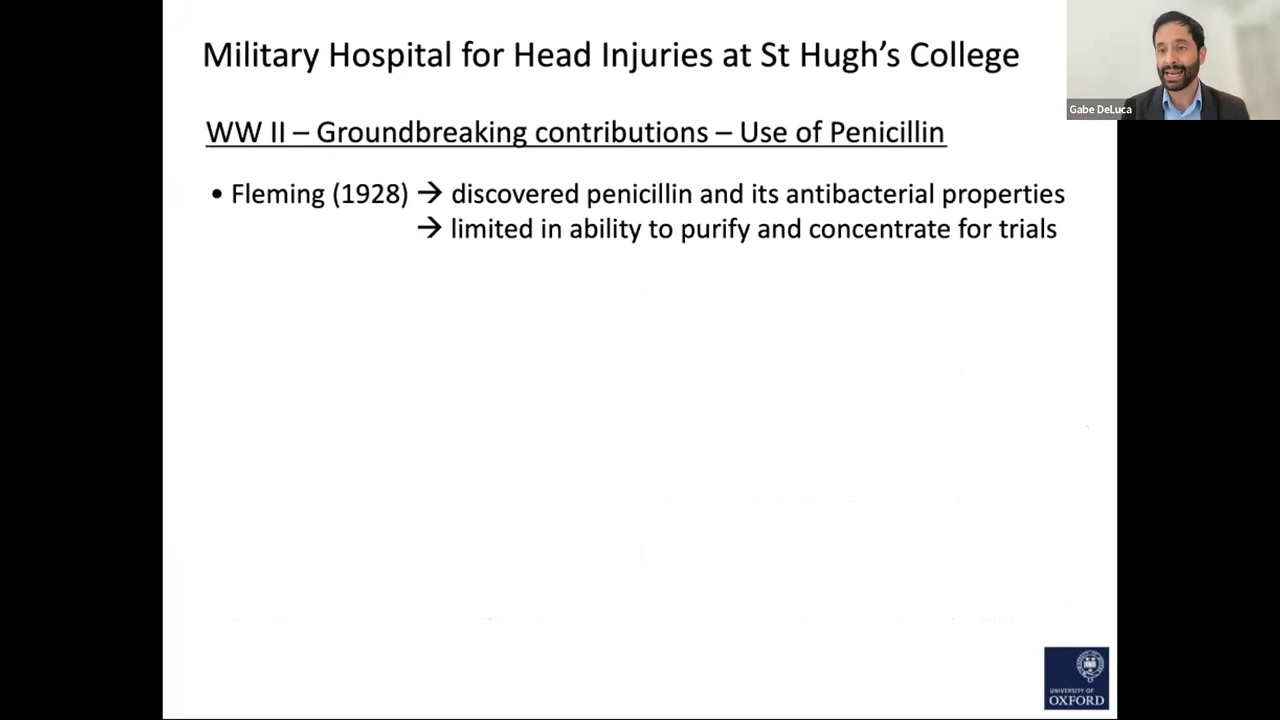 Military Hospital for Head Injuries at St Hugh's College
Gabe DeLuca
WW II – Groundbreaking contributions – Use of Penicillin
• Fleming (1928) → discovered penicillin and its antibacterial properties
→ limited in ability to purify and concentrate for trials
UNIVERSITY OF
OXFORD